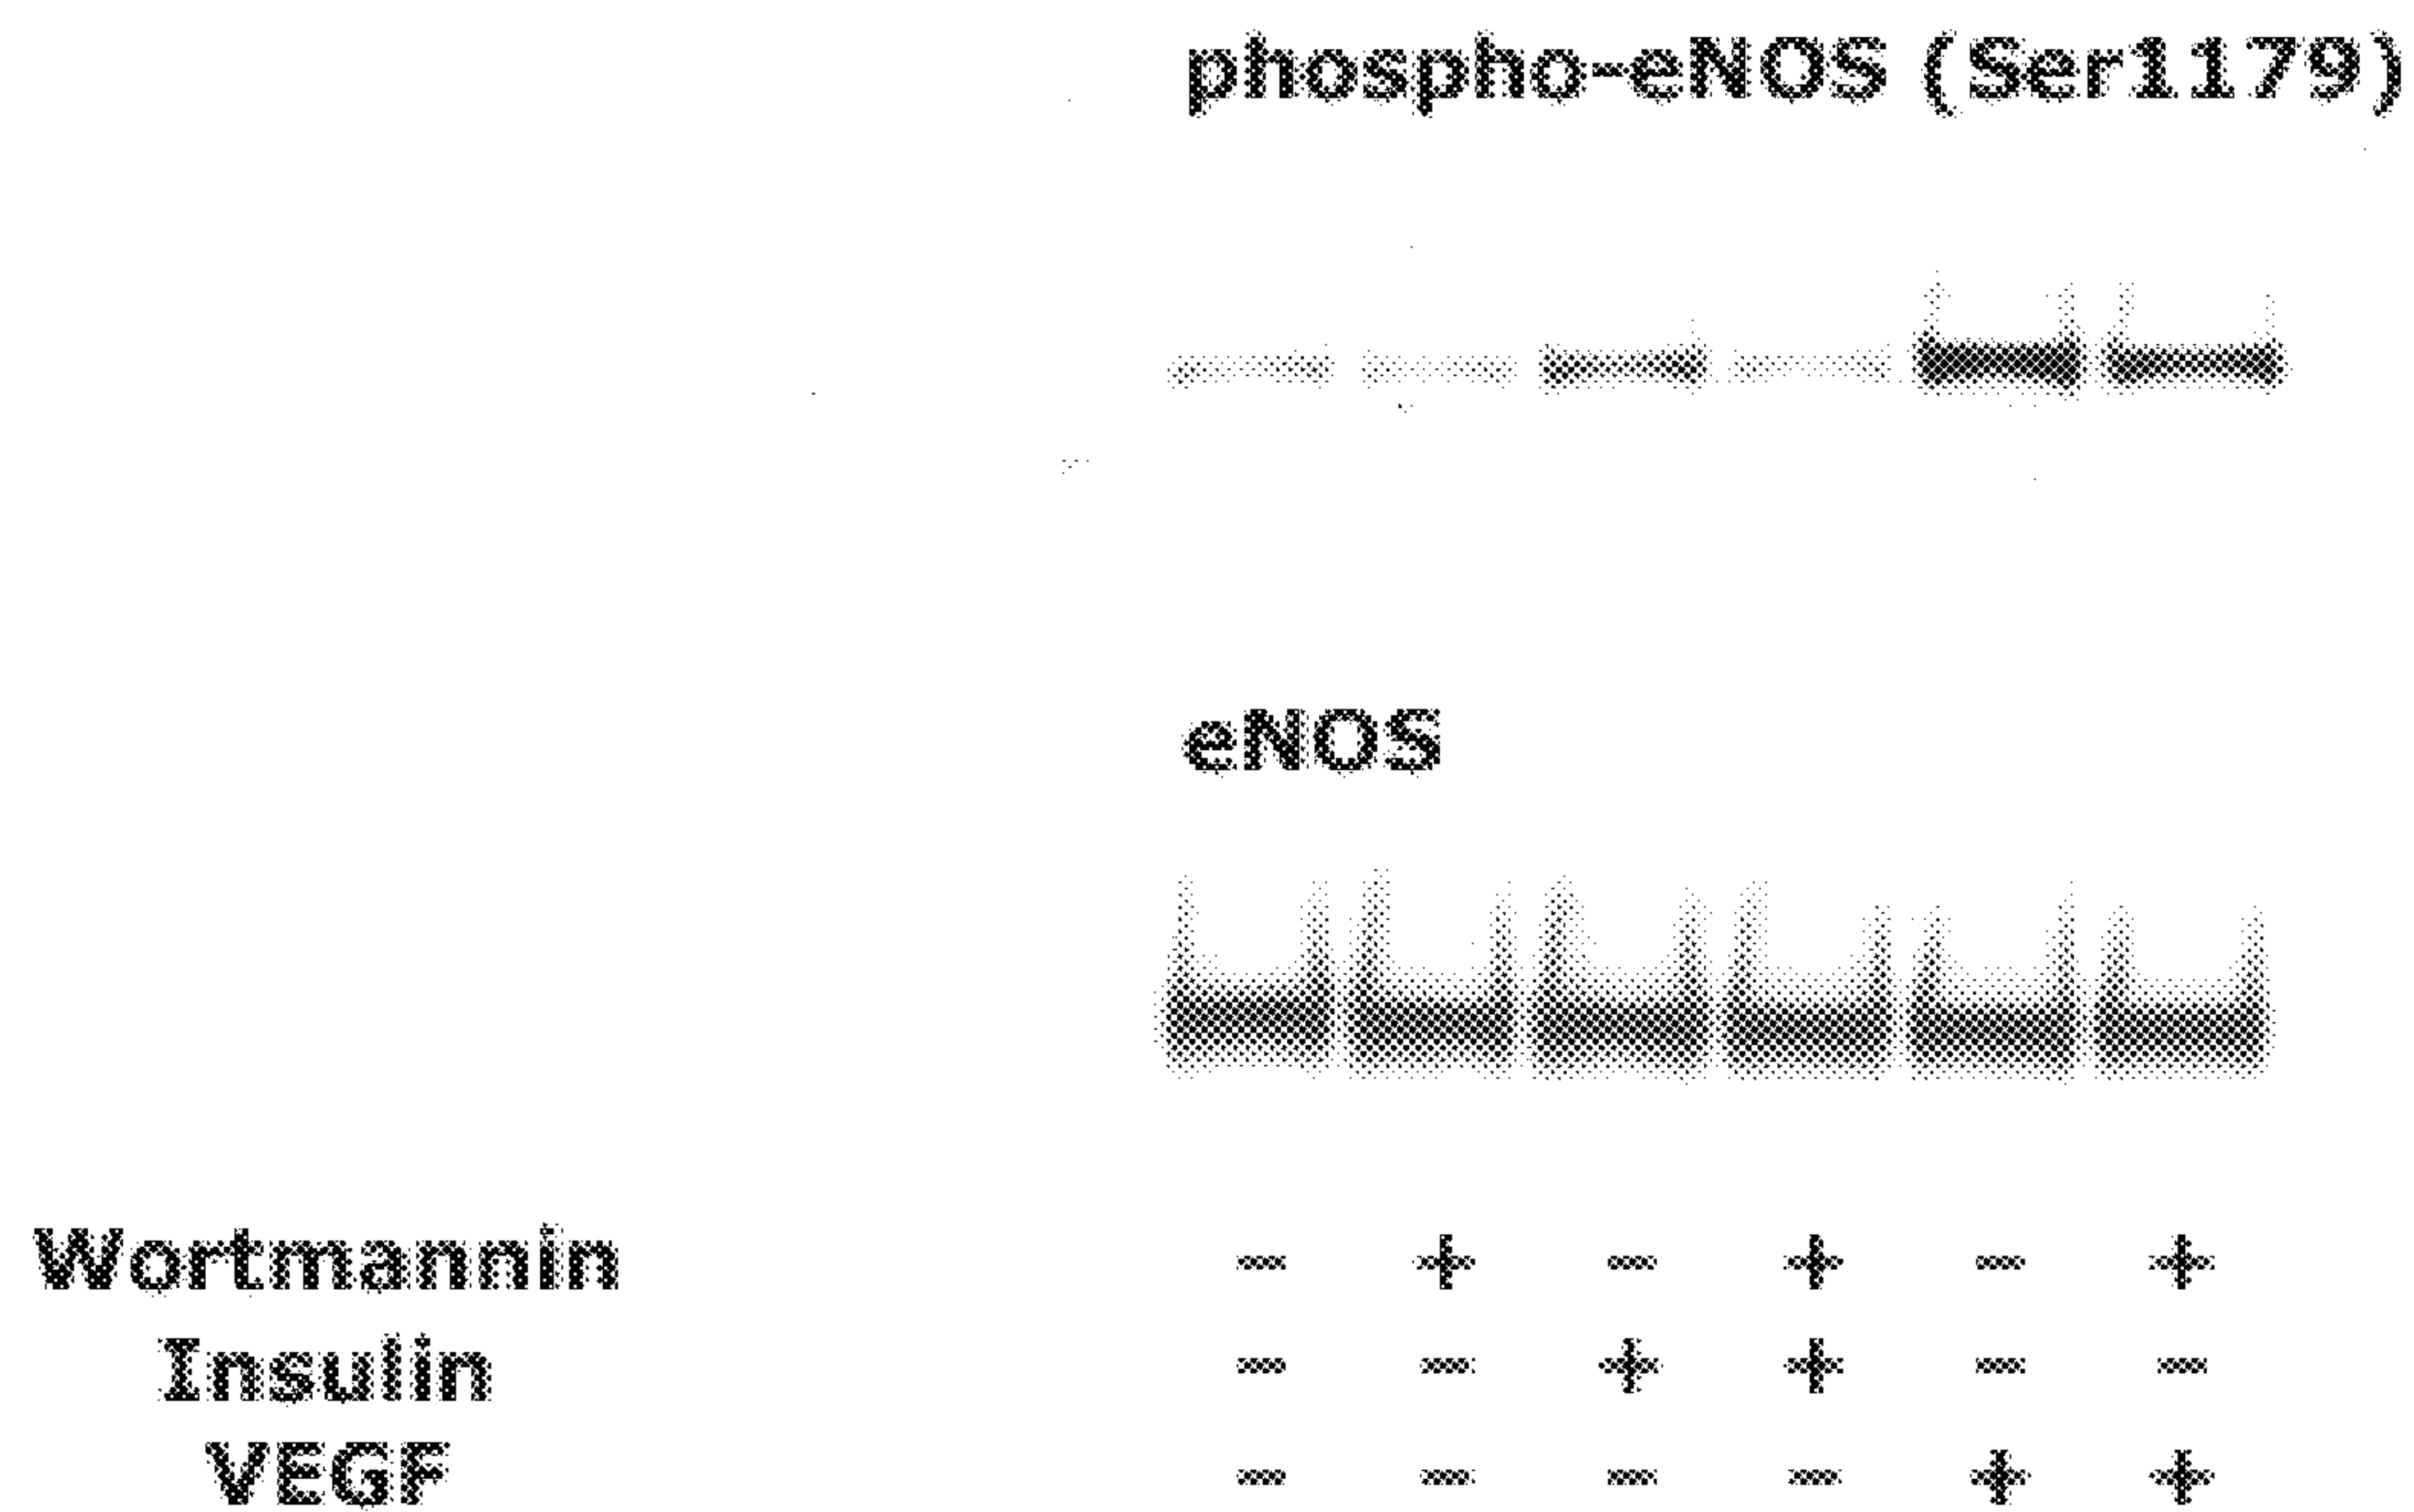 phospho-eNOS (Ser1179)
eNOS
Wortmannin - + - + - +
Insulin - - + + - -
VEGF - - - - + +